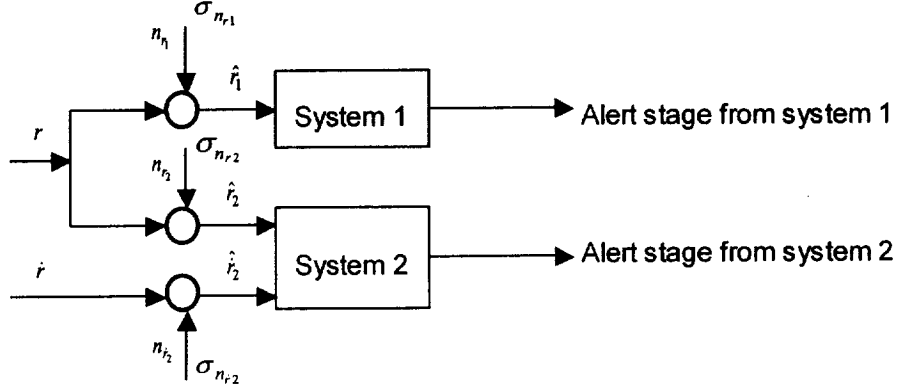 σ_{n_{r1}}
n_{r_1}
r̂_1
System 1
Alert stage from system 1
r
σ_{n_{r2}}
n_{r_2}
r̂_2
System 2
Alert stage from system 2
ṙ
ṙ̂_2
n_{ṙ_2}
σ_{n_{ṙ2}}